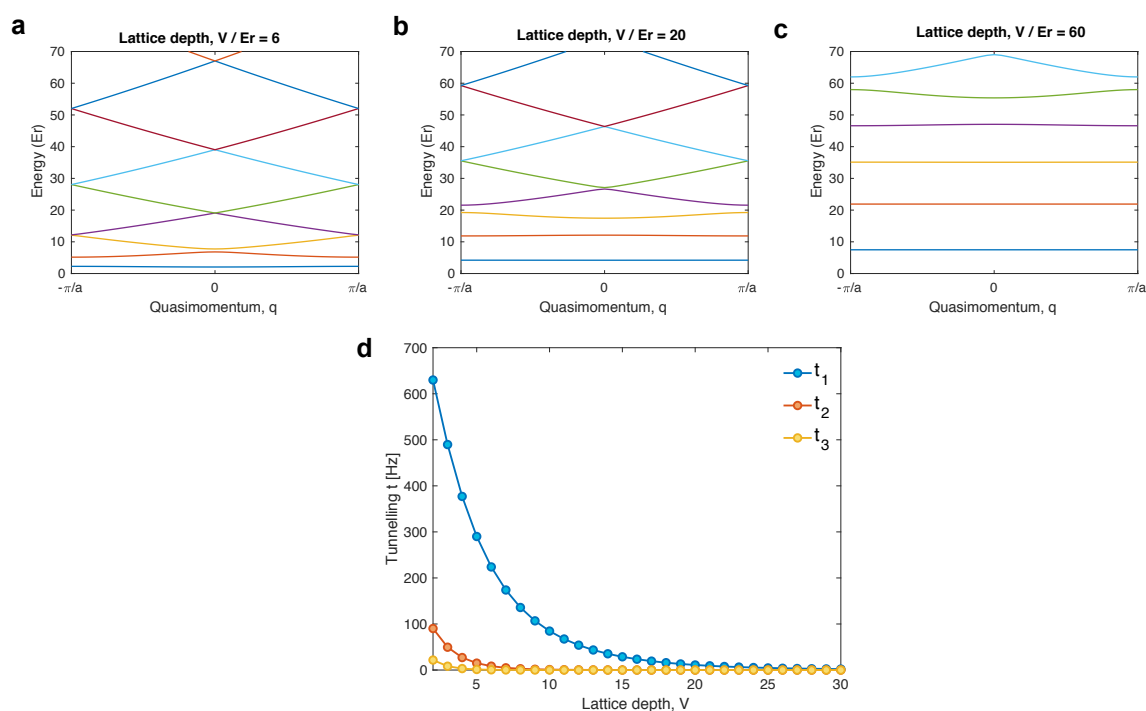 a
Lattice depth, V / Er = 6
70
60
50
40
30
20
10
0
Energy (Er)
-π/a
0
π/a
Quasimomentum, q
b
Lattice depth, V / Er = 20
70
60
50
40
30
20
10
0
Energy (Er)
-π/a
0
π/a
Quasimomentum, q
c
Lattice depth, V / Er = 60
70
60
50
40
30
20
10
0
Energy (Er)
-π/a
0
π/a
Quasimomentum, q
d
700
600
500
400
300
200
100
0
Tunnelling t [Hz]
t_1
t_2
t_3
5
10
15
20
25
30
Lattice depth, V